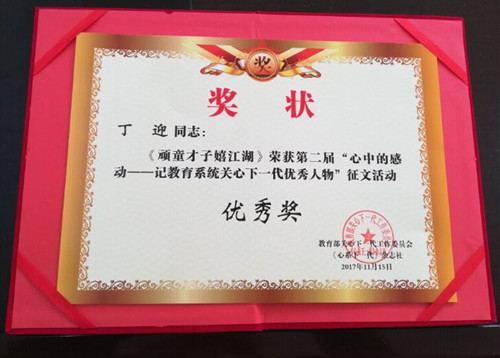 奖
奖状
丁 迎 同志：
《顽童才子嬉江湖》荣获第二届“心中的感
动——记教育系统关心下一代优秀人物”征文活动
优秀奖
教育部关心下一代工作委员会
《心系下一代》杂志社
2017年11月15日